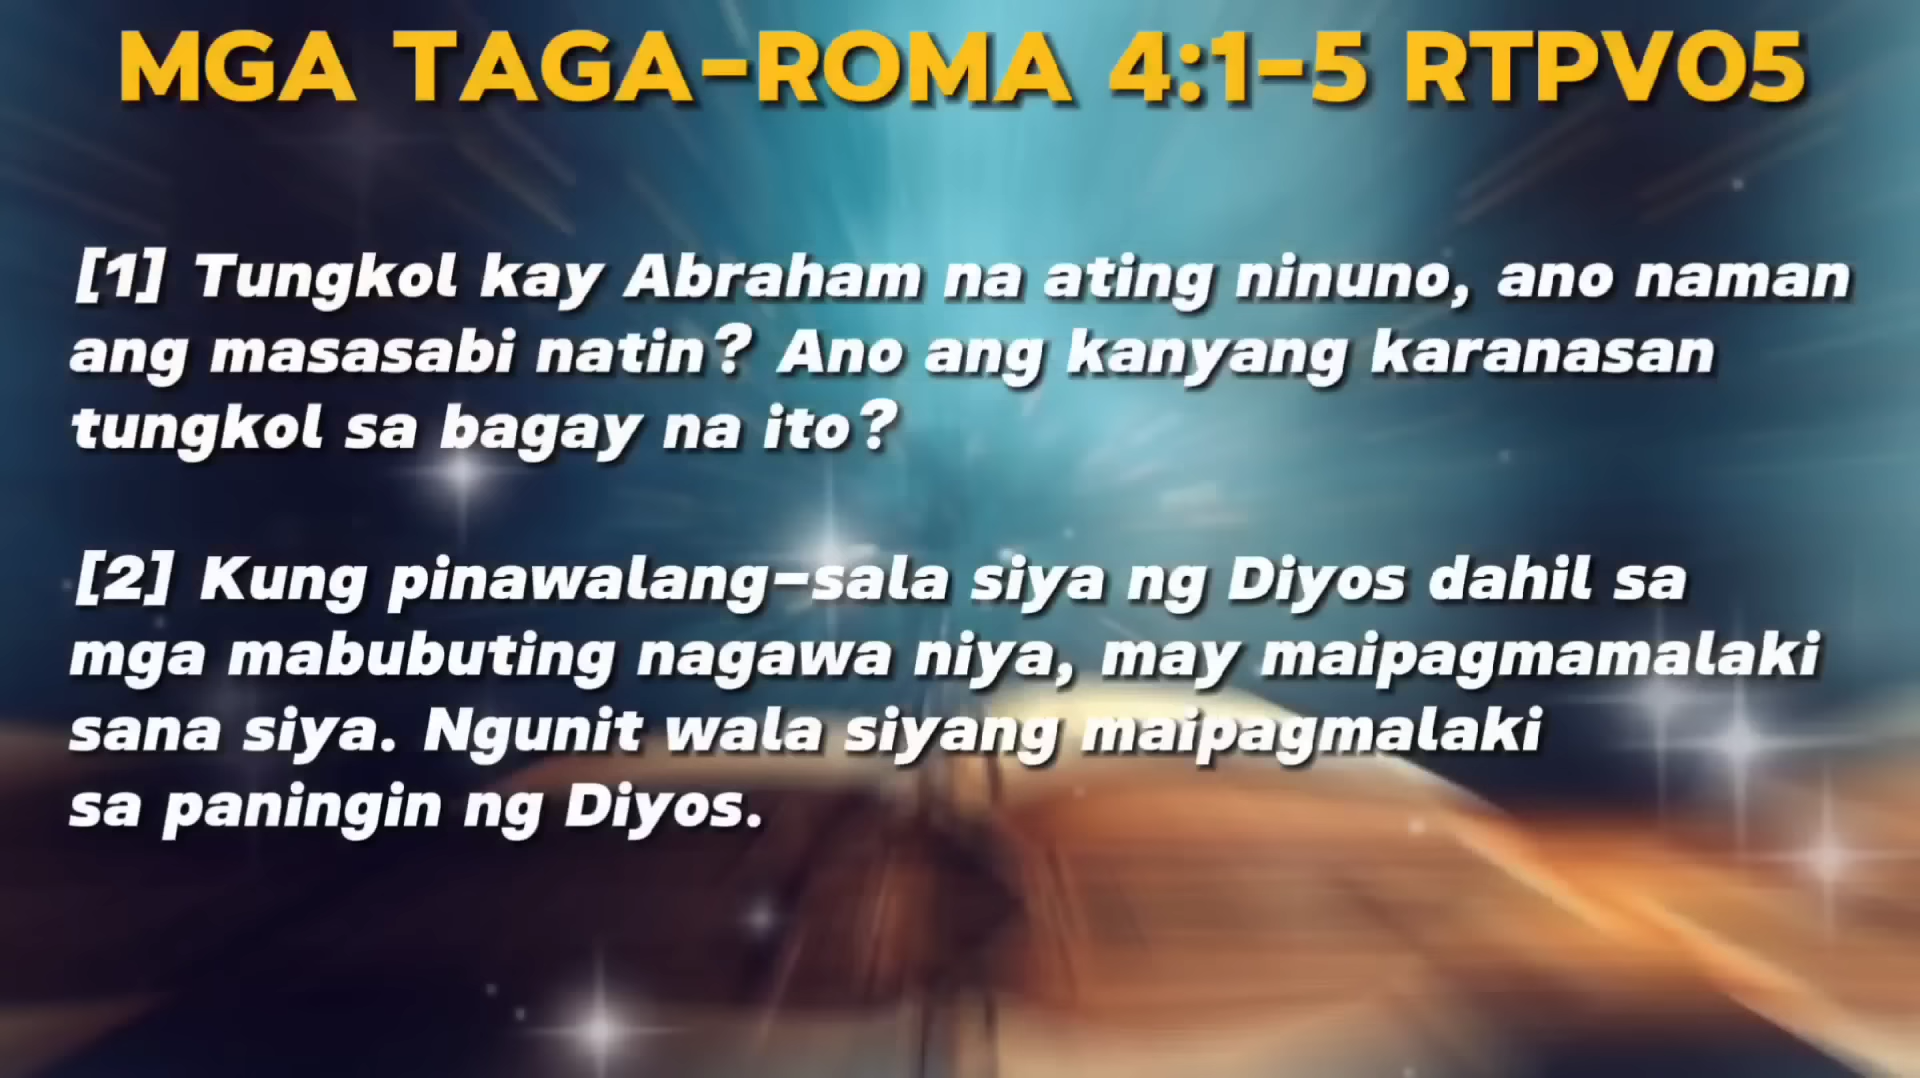 MGA TAGA-ROMA 4:1-5 RTPV05
[1] Tungkol kay Abraham na ating ninuno, ano naman
ang masasabi natin? Ano ang kanyang karanasan
tungkol sa bagay na ito?
[2] Kung pinawalang-sala siya ng Diyos dahil sa
mga mabubuting nagawa niya, may maipagmamalaki
sana siya. Ngunit wala siyang maipagmalaki
sa paningin ng Diyos.